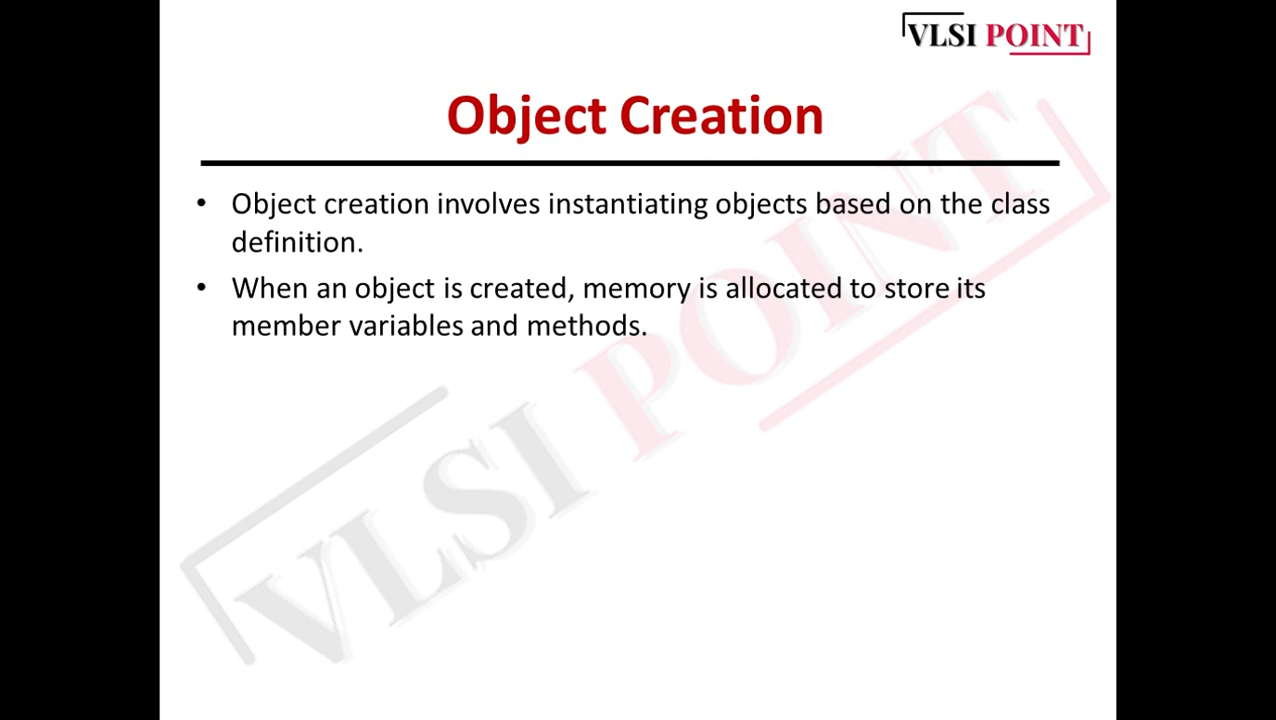 VLSI POINT
Object Creation
• Object creation involves instantiating objects based on the class
definition.
• When an object is created, memory is allocated to store its
member variables and methods.
VLSI POINT